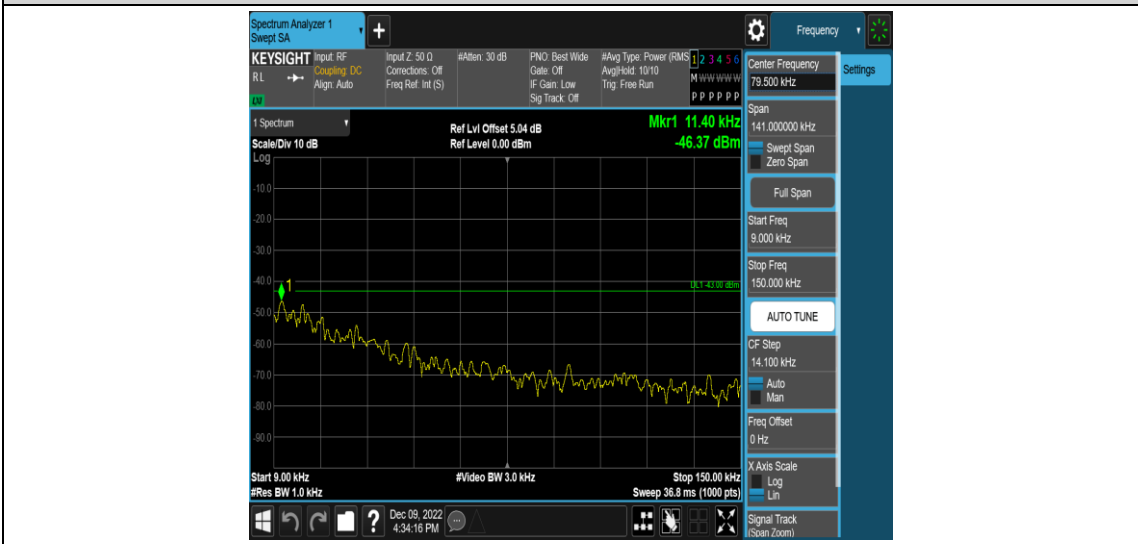 Spectrum Analyzer 1
Swept SA
+
Frequency
KEYSIGHT
RL
LXI
Input: RF
Coupling: DC
Align: Auto
Input Z: 50 Ω
Corrections: Off
Freq Ref: Int (S)
#Atten: 30 dB
PNO: Best Wide
Gate: Off
IF Gain: Low
Sig Track: Off
#Avg Type: Power (RMS
Avg|Hold: 10/10
Trig: Free Run
1 2 3 4 5 6
M W W W W W
P P P P P P
1 Spectrum
Scale/Div 10 dB
Log
Ref Lvl Offset 5.04 dB
Ref Level 0.00 dBm
Mkr1 11.40 kHz
-46.37 dBm
-10.0
-20.0
-30.0
-40.0
1
DL1 -43.00 dBm
-50.0
-60.0
-70.0
-80.0
-90.0
Start 9.00 kHz
#Res BW 1.0 kHz
#Video BW 3.0 kHz
Stop 150.00 kHz
Sweep 36.8 ms (1000 pts)
Center Frequency
79.500 kHz
Settings
Span
141.000000 kHz
Swept Span
Zero Span
Full Span
Start Freq
9.000 kHz
Stop Freq
150.000 kHz
AUTO TUNE
CF Step
14.100 kHz
Auto
Man
Freq Offset
0 Hz
X Axis Scale
Log
Lin
Signal Track
(Span Zoom)
?
Dec 09, 2022
4:34:16 PM